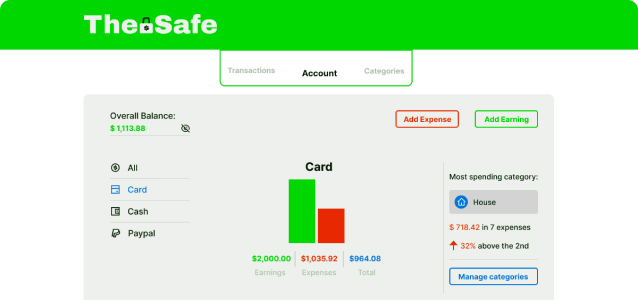 The Safe
Transactions
Account
Categories
Overall Balance:
$ 1,113.88
Add Expense
Add Earning
All
Card
Cash
Paypal
Card
$2,000.00
Earnings
$1,035.92
Expenses
$964.08
Total
Most spending category:
House
$ 718.42 in 7 expenses
32% above the 2nd
Manage categories